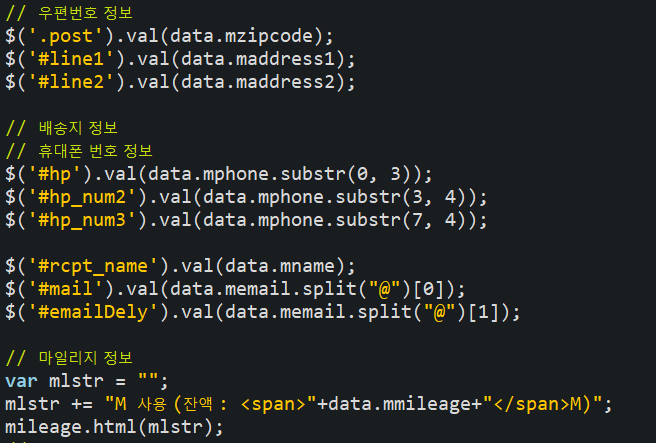 // 우편번호 정보
$('.post').val(data.mzipcode);
$('#line1').val(data.maddress1);
$('#line2').val(data.maddress2);
// 배송지 정보
// 휴대폰 번호 정보
$('#hp').val(data.mphone.substr(0, 3));
$('#hp_num2').val(data.mphone.substr(3, 4));
$('#hp_num3').val(data.mphone.substr(7, 4));
$('#rcpt_name').val(data.mname);
$('#mail').val(data.memail.split("@")[0]);
$('#emailDely').val(data.memail.split("@")[1]);
// 마일리지 정보
var mlstr = "";
mlstr += "M 사용 (잔액 : <span>"+data.mmileage+"</span>M)";
mileage.html(mlstr);